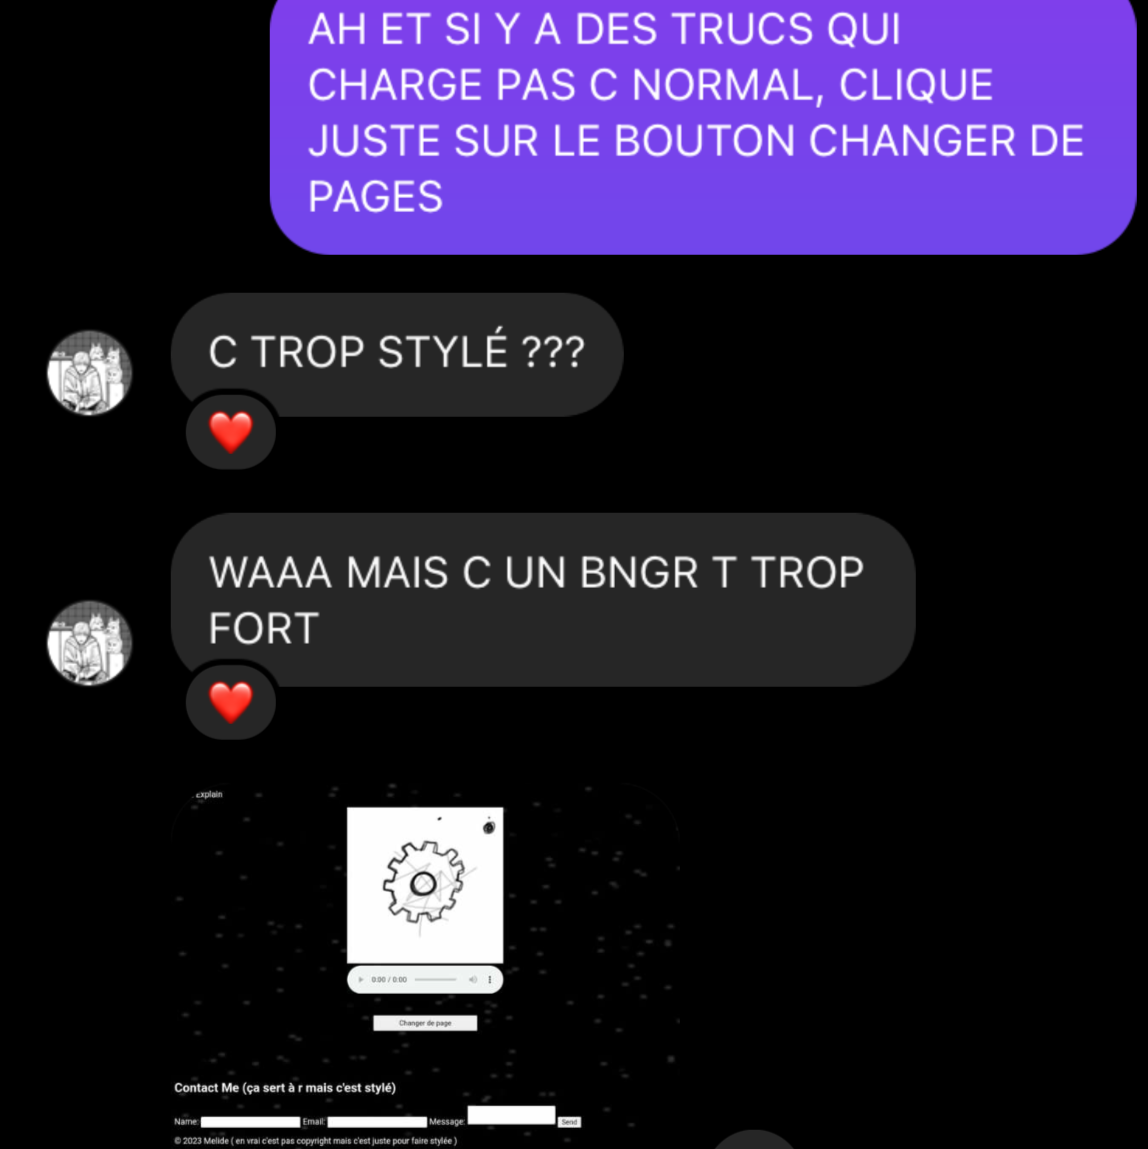 AH ET SI Y A DES TRUCS QUI
CHARGE PAS C NORMAL, CLIQUE
JUSTE SUR LE BOUTON CHANGER DE
PAGES
C TROP STYLÉ ???
WAAA MAIS C UN BNGR T TROP
FORT
Explain
0:00 / 0:00
Changer de page
Contact Me (ça sert à r mais c'est stylé)
Name: Email: Message: Send
© 2023 Melide ( en vrai c'est pas copyright mais c'est juste pour faire stylée )